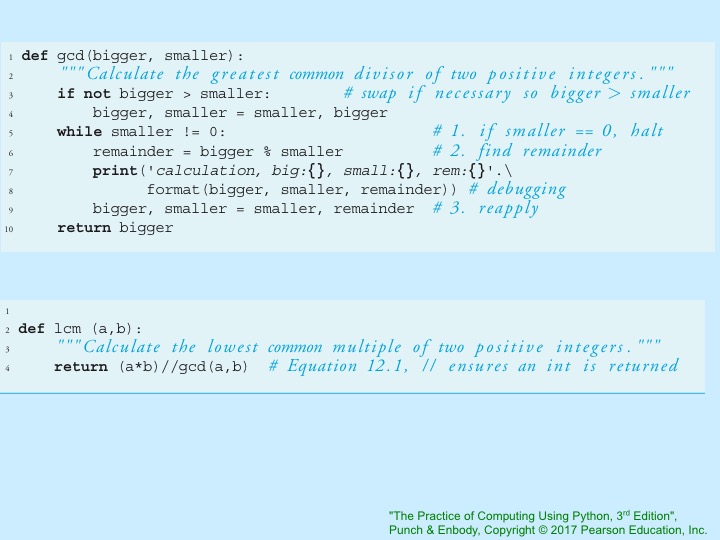 1 def gcd(bigger, smaller):
2 """Calculate the greatest common divisor of two positive integers."""
3 if not bigger > smaller: # swap if necessary so bigger > smaller
4 bigger, smaller = smaller, bigger
5 while smaller != 0: # 1. if smaller == 0, halt
6 remainder = bigger % smaller # 2. find remainder
7 print('calculation, big:{}, small:{}, rem:{}'.\
8 format(bigger, smaller, remainder)) # debugging
9 bigger, smaller = smaller, remainder # 3. reapply
10 return bigger
1
2 def lcm (a,b):
3 """Calculate the lowest common multiple of two positive integers."""
4 return (a*b)//gcd(a,b) # Equation 12.1, // ensures an int is returned
"The Practice of Computing Using Python, 3rd Edition",
Punch & Enbody, Copyright © 2017 Pearson Education, Inc.